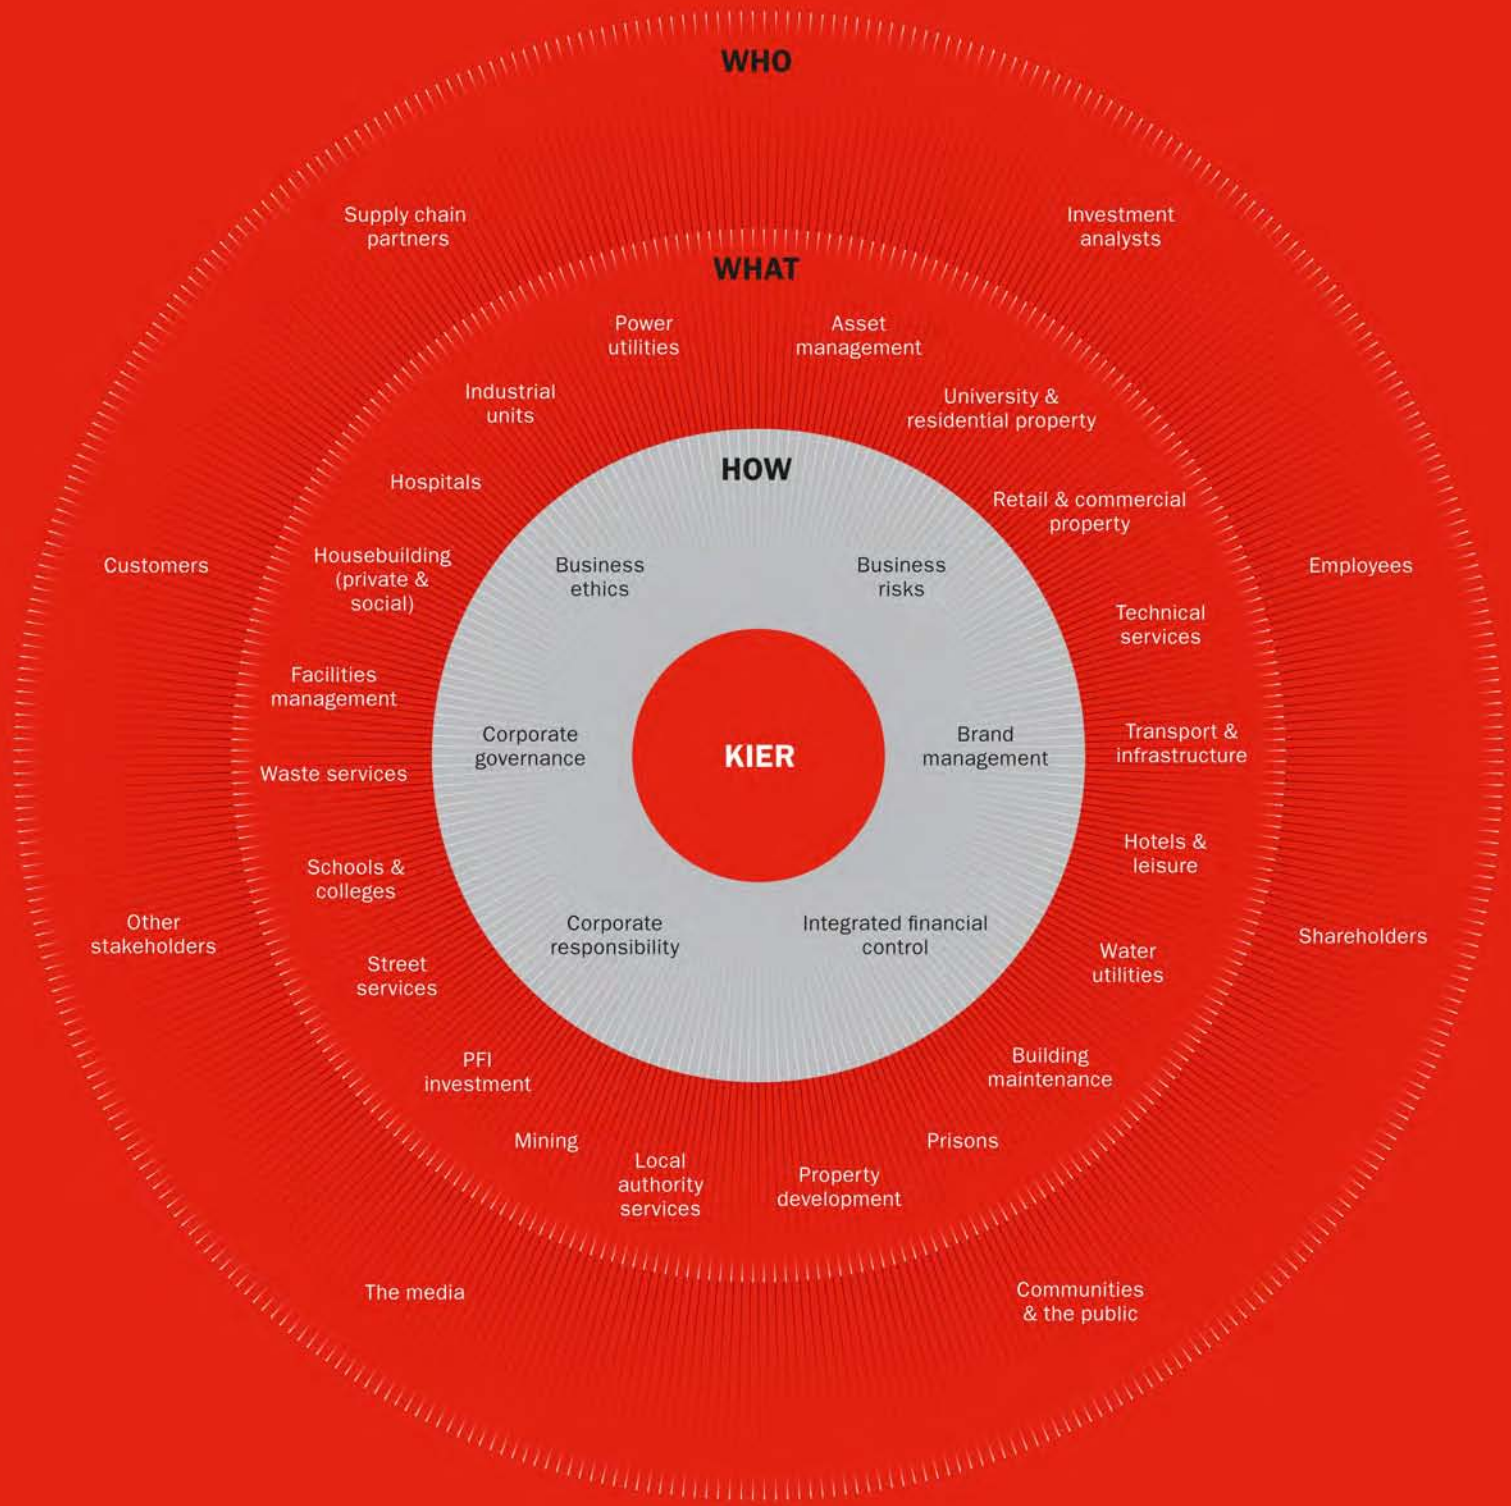 WHO
Supply chain
partners
Investment
analysts
Customers
Employees
Other
stakeholders
Shareholders
The media
Communities
& the public
WHAT
Power
utilities
Asset
management
Industrial
units
University &
residential property
Hospitals
Retail & commercial
property
Housebuilding
(private &
social)
Technical
services
Facilities
management
Transport &
infrastructure
Waste services
Hotels &
leisure
Schools &
colleges
Water
utilities
Street
services
Building
maintenance
PFI
investment
Prisons
Mining
Property
development
Local
authority
services
HOW
Business
ethics
Business
risks
Corporate
governance
Brand
management
Corporate
responsibility
Integrated financial
control
KIER